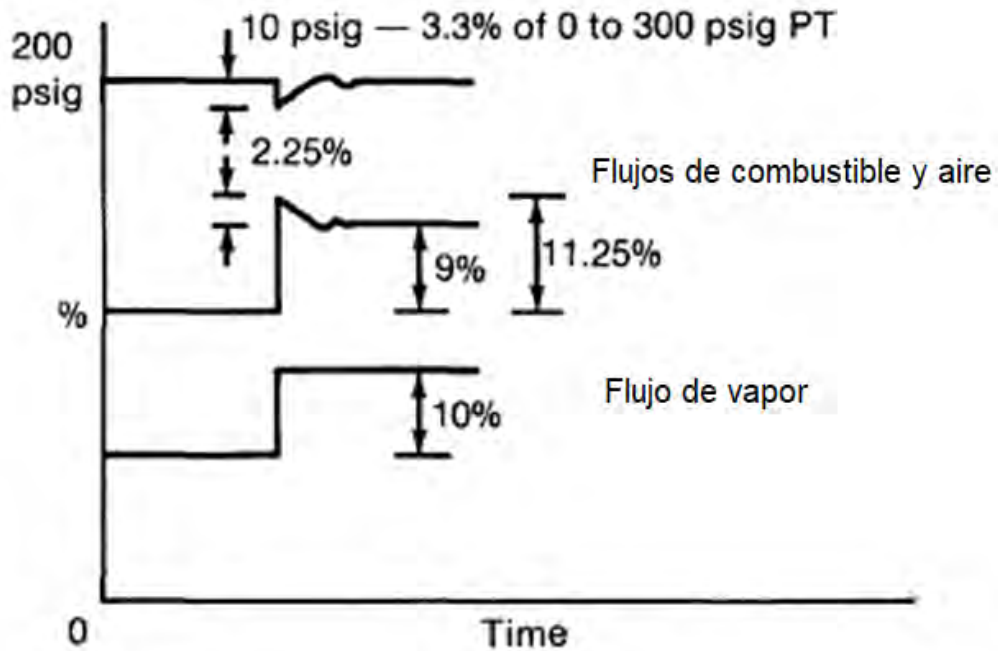 10 psig — 3.3% of 0 to 300 psig PT
200
psig
2.25%
Flujos de combustible y aire
9%
11.25%
%
Flujo de vapor
10%
0
Time